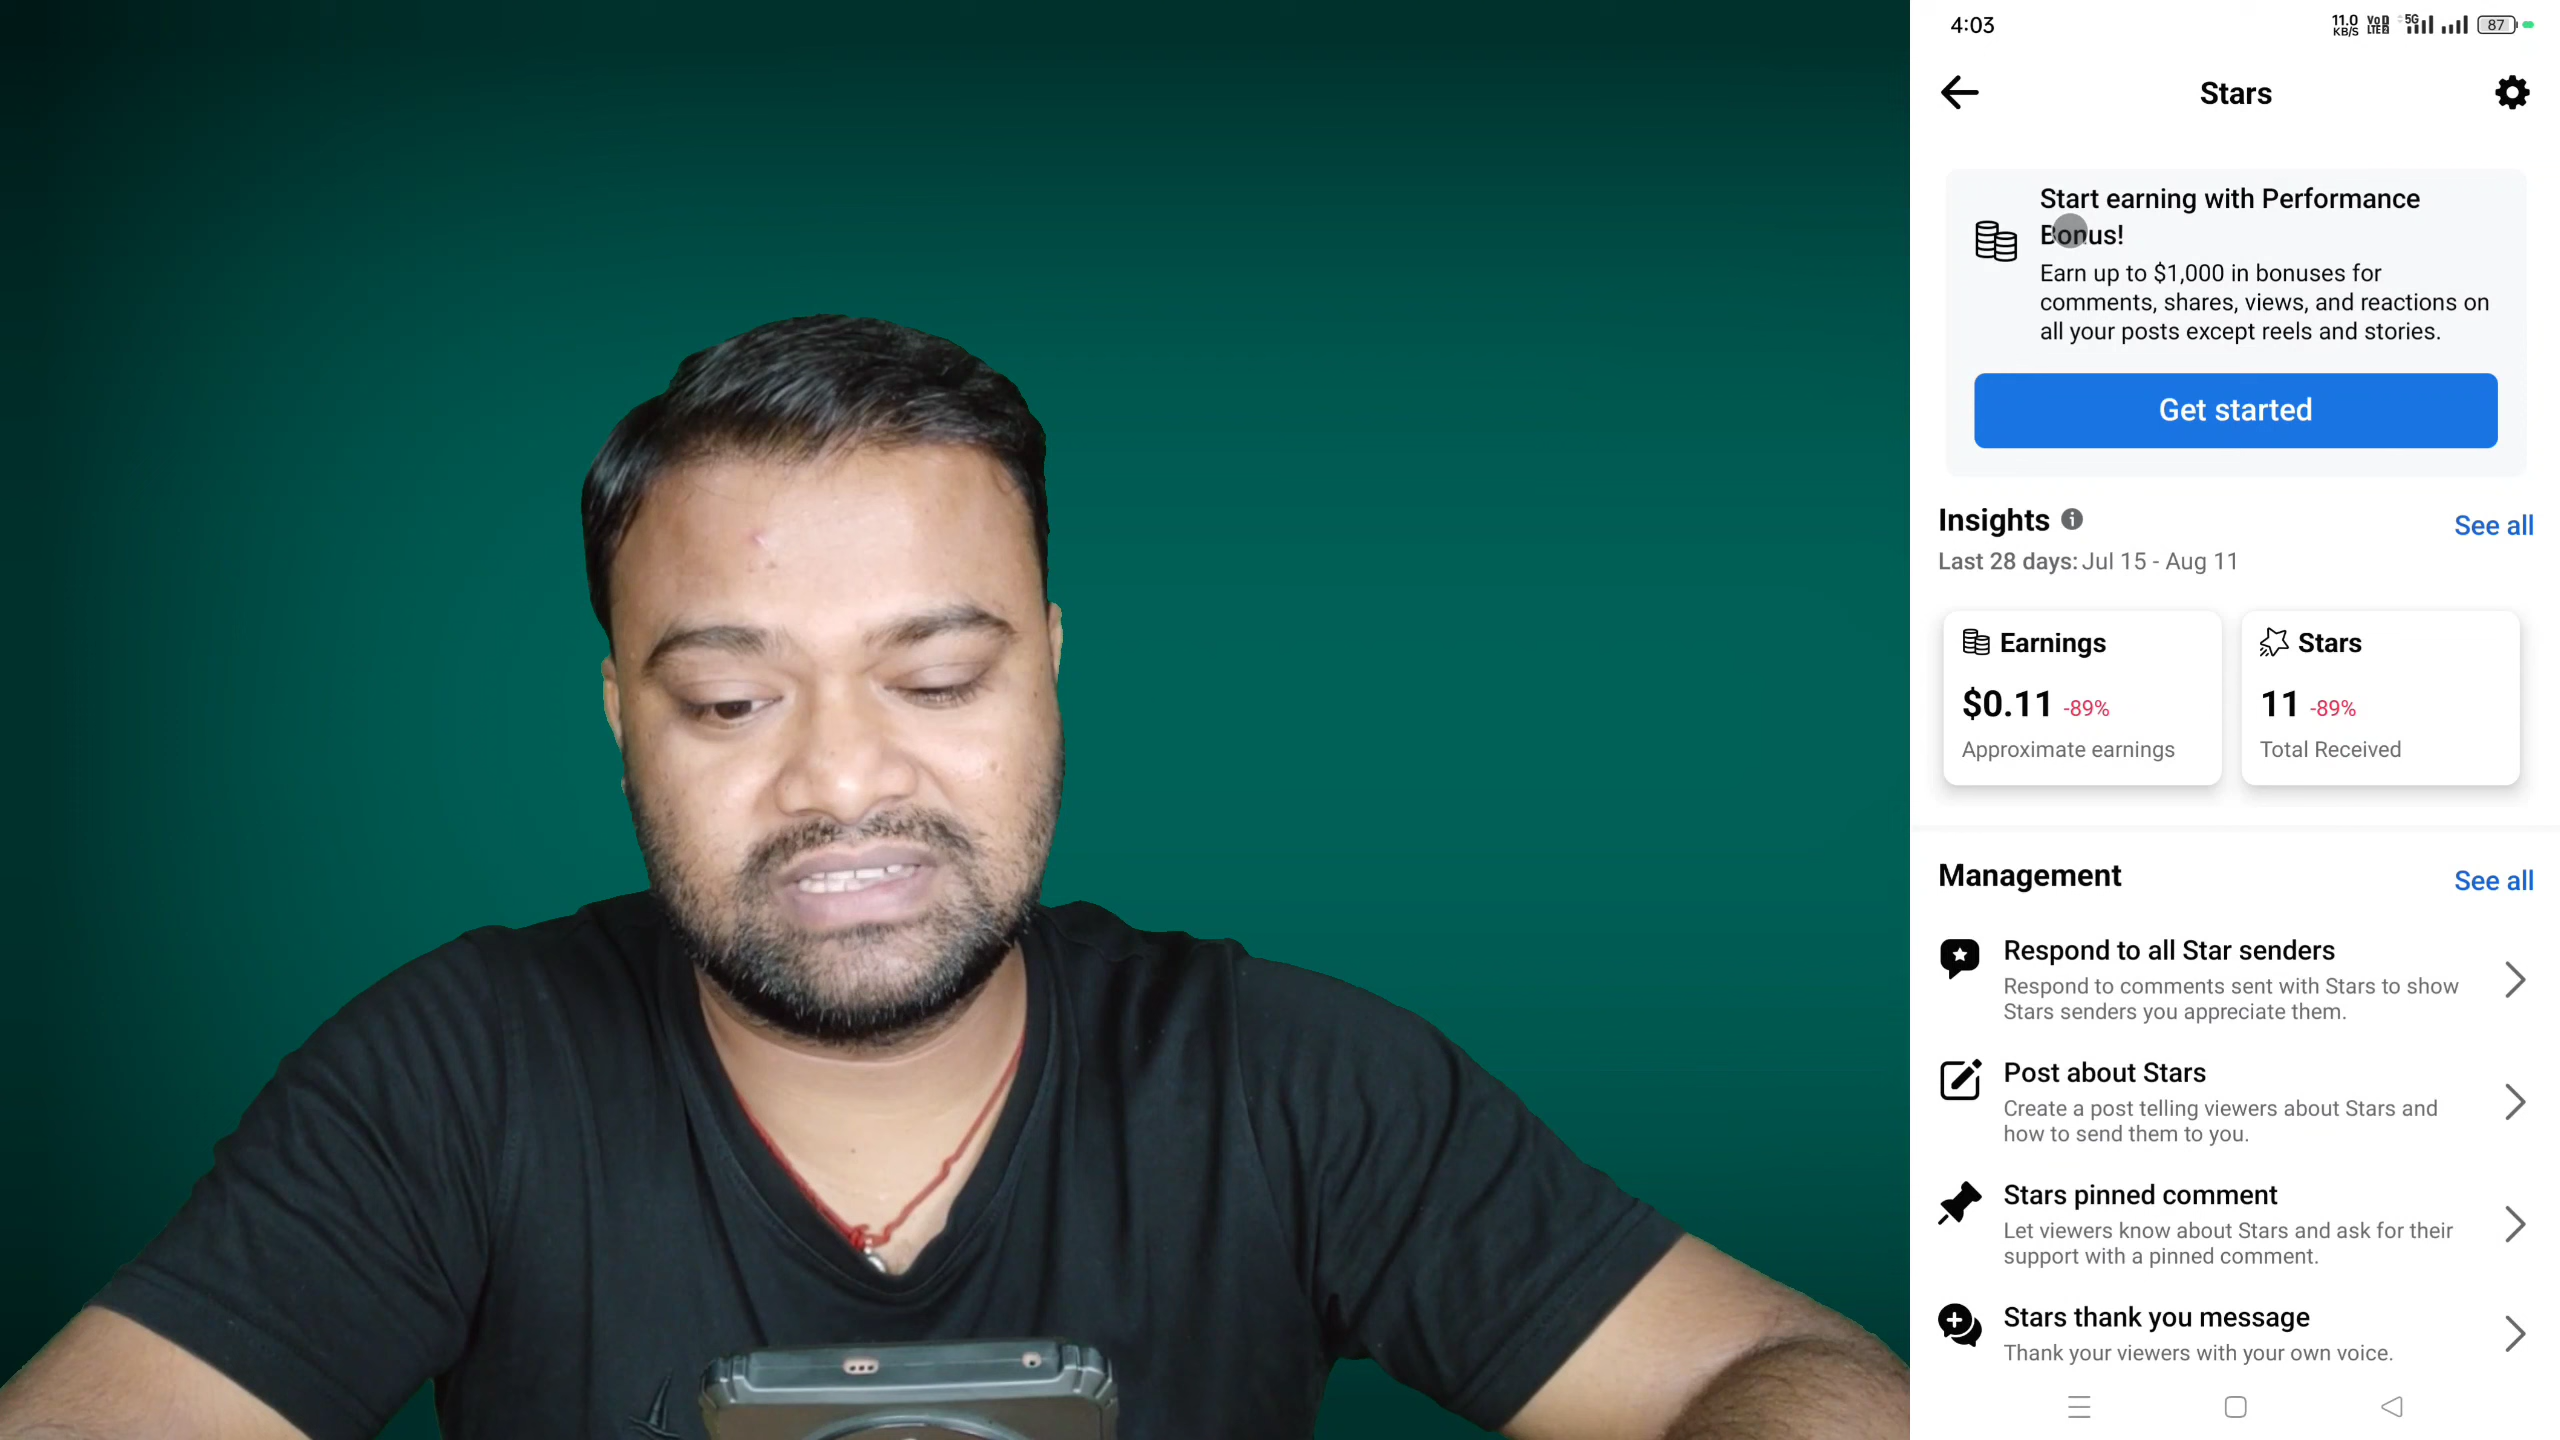 4:03
11.0 KB/S VoD LTE2 5G 87
Stars
Start earning with Performance
Bonus!
Earn up to $1,000 in bonuses for
comments, shares, views, and reactions on
all your posts except reels and stories.
Get started
Insights See all
Last 28 days: Jul 15 - Aug 11
Earnings
$0.11 -89%
Approximate earnings
Stars
11 -89%
Total Received
Management See all
Respond to all Star senders
Respond to comments sent with Stars to show
Stars senders you appreciate them.
Post about Stars
Create a post telling viewers about Stars and
how to send them to you.
Stars pinned comment
Let viewers know about Stars and ask for their
support with a pinned comment.
Stars thank you message
Thank your viewers with your own voice.